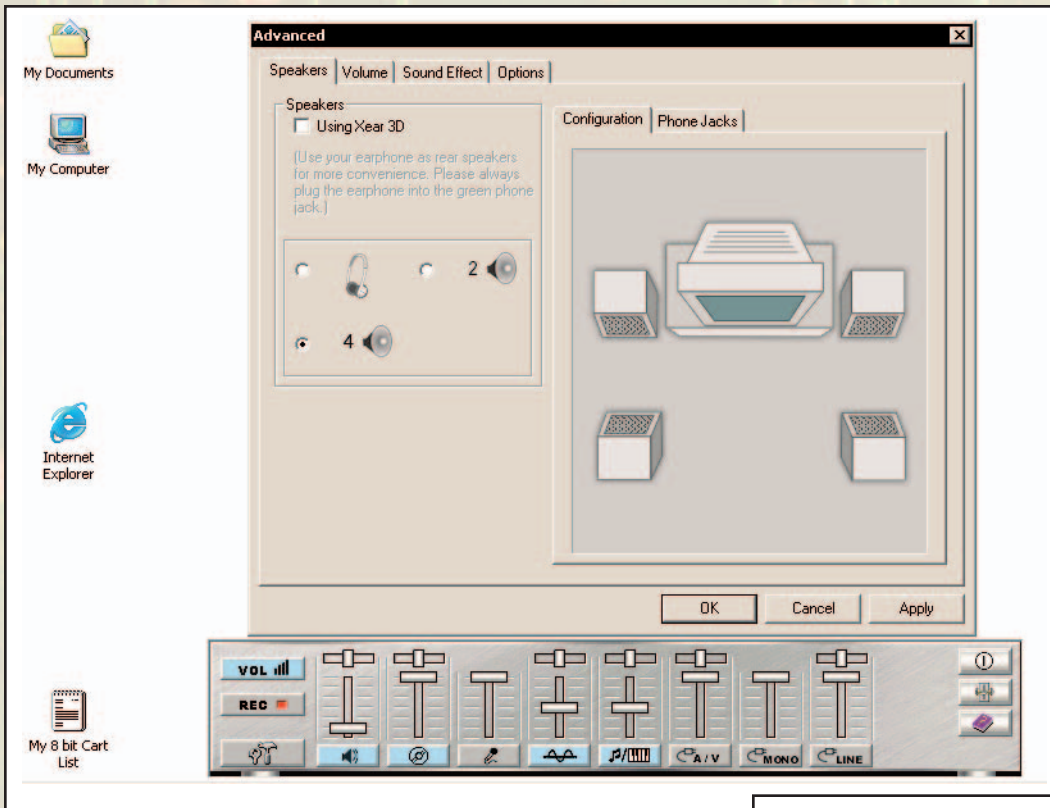 My Documents
My Computer
Internet
Explorer
My 8 bit Cart
List
Advanced
Speakers
Volume
Sound Effect
Options
Speakers
Using Xear 3D
(Use your earphone as rear speakers
for more convenience. Please always
plug the earphone into the green phone
jack.)
2
4
Configuration
Phone Jacks
OK
Cancel
Apply
VOL
REC
A/V
MONO
LINE